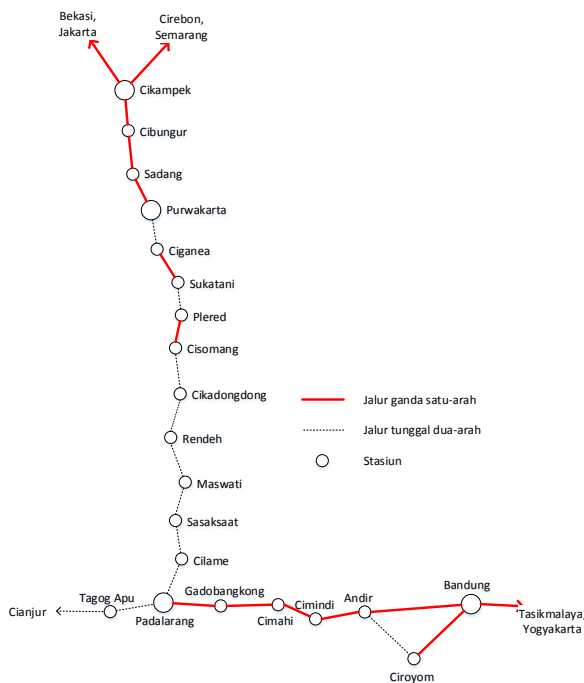 Bekasi,
Jakarta
Cirebon,
Semarang
Cikampek
Cibungur
Sadang
Purwakarta
Ciganea
Sukatani
Plered
Cisomang
Cikadongdong
Rendeh
Maswati
Sasaksaat
Cilame
Jalur ganda satu-arah
Jalur tunggal dua-arah
Stasiun
Cianjur
Tagog Apu
Padalarang
Gadobangkong
Cimahi
Cimindi
Andir
Ciroyom
Bandung
Tasikmalaya,
Yogyakarta